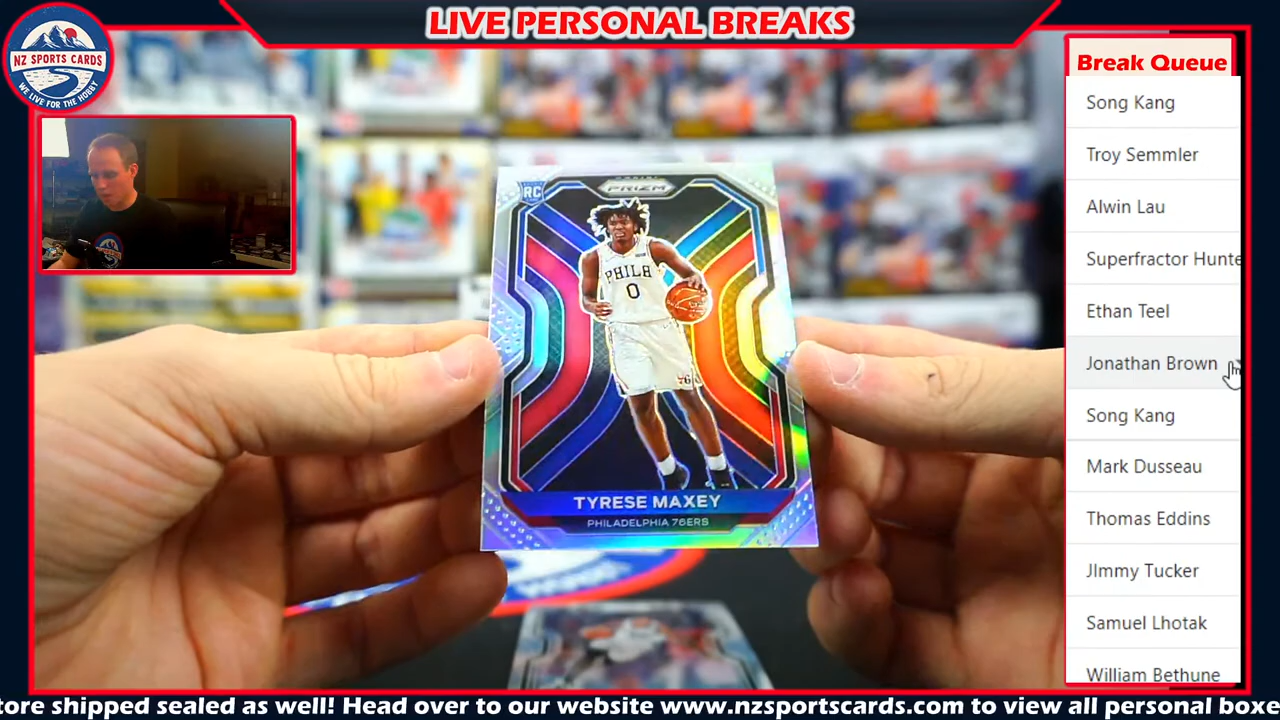 LIVE PERSONAL BREAKS
NZ SPORTS CARDS
WE LIVE FOR THE HOBBY
Break Queue
Song Kang
Troy Semmler
Alwin Lau
Superfractor Hunte
Ethan Teel
Jonathan Brown
Song Kang
Mark Dusseau
Thomas Eddins
JImmy Tucker
Samuel Lhotak
William Bethune
RC
PANINI
PRIZM
PHILA
0
76
TYRESE MAXEY
PHILADELPHIA 76ERS
tore shipped sealed as well! Head over to our website www.nzsportscards.com to view all personal boxe